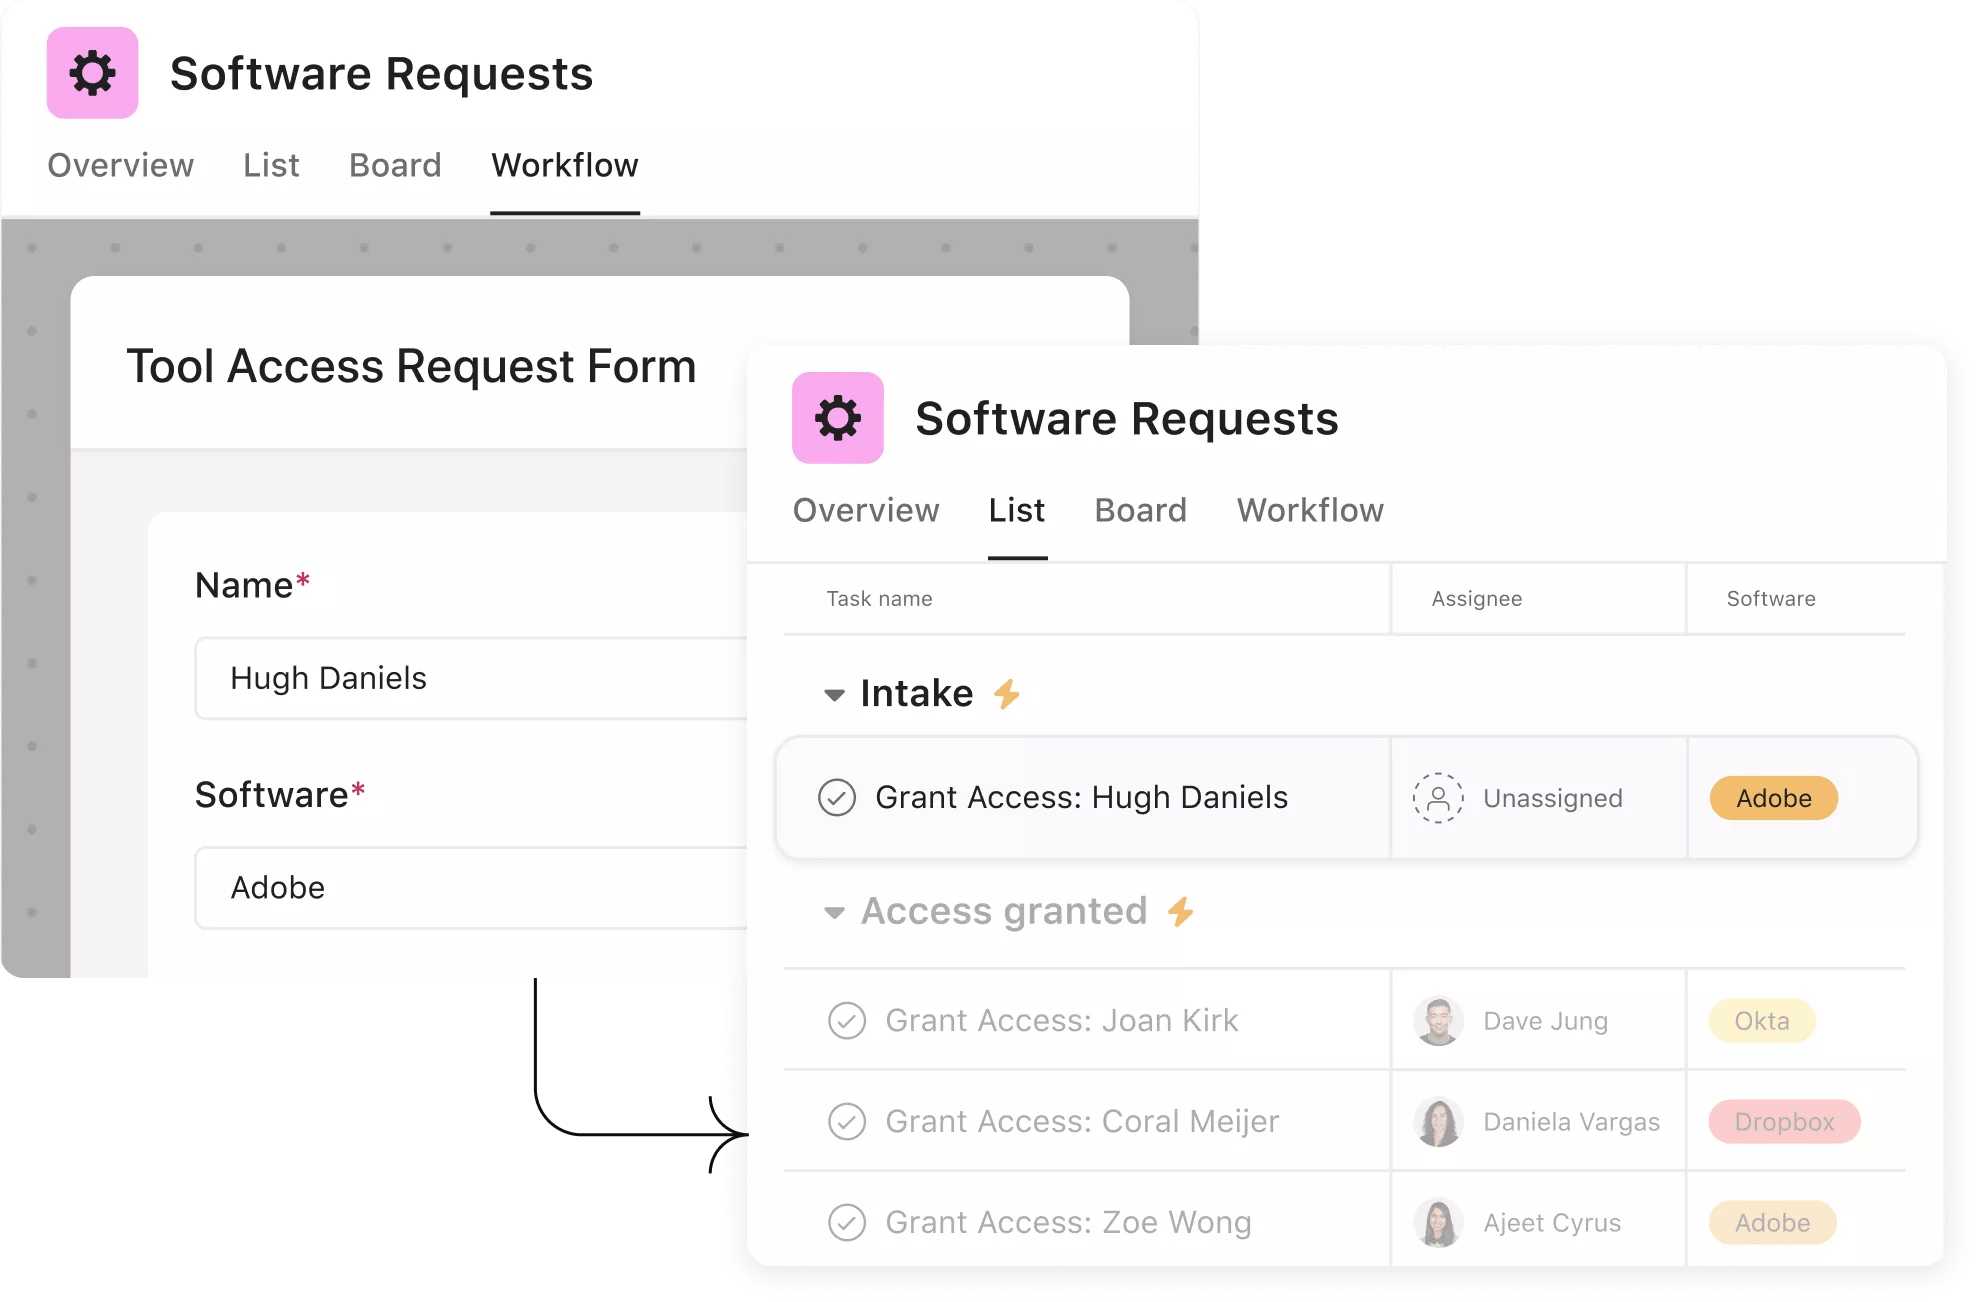 Software Requests
Overview List Board Workflow
Tool Access Request Form
Name*
Hugh Daniels
Software*
Adobe
Software Requests
Overview List Board Workflow
Task name Assignee Software
Intake
Grant Access: Hugh Daniels Unassigned Adobe
Access granted
Grant Access: Joan Kirk Dave Jung Okta
Grant Access: Coral Meijer Daniela Vargas Dropbox
Grant Access: Zoe Wong Ajeet Cyrus Adobe